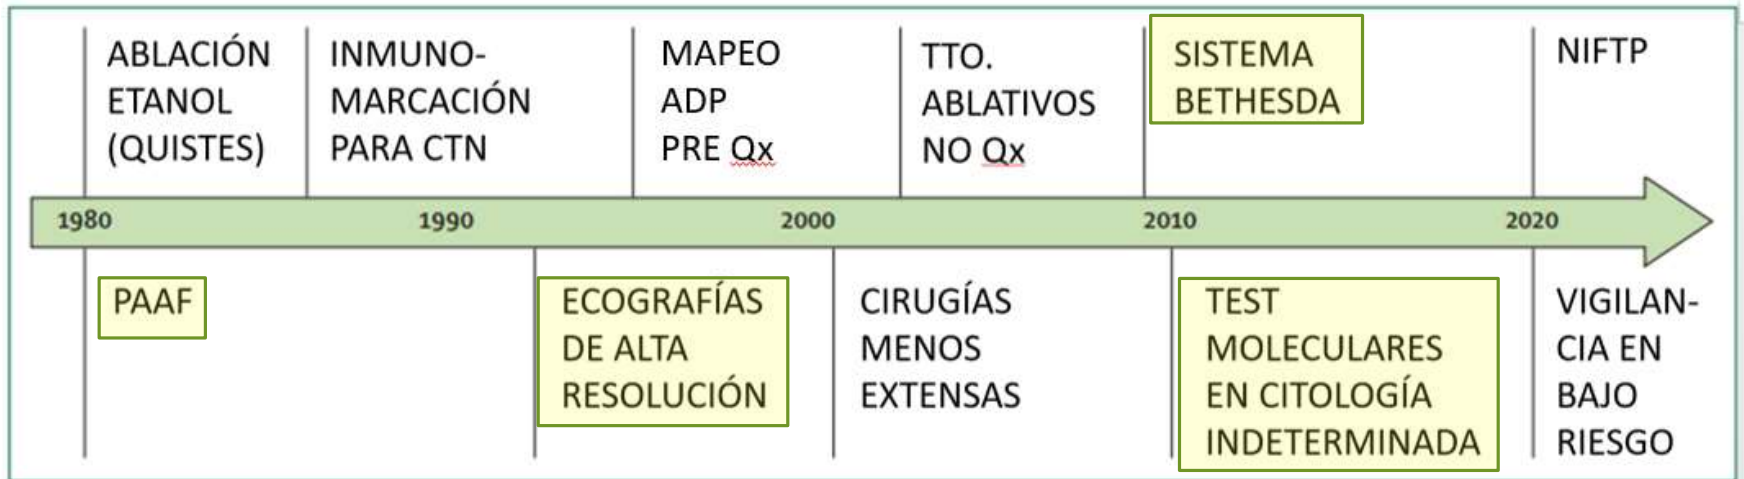 ABLACIÓN
ETANOL
(QUISTES)
INMUNO-
MARCACIÓN
PARA CTN
MAPEO
ADP
PRE Qx
TTO.
ABLATIVOS
NO Qx
SISTEMA
BETHESDA
NIFTP
1980 1990 2000 2010 2020
PAAF
ECOGRAFÍAS
DE ALTA
RESOLUCIÓN
CIRUGÍAS
MENOS
EXTENSAS
TEST
MOLECULARES
EN CITOLOGÍA
INDETERMINADA
VIGILAN-
CIA EN
BAJO
RIESGO